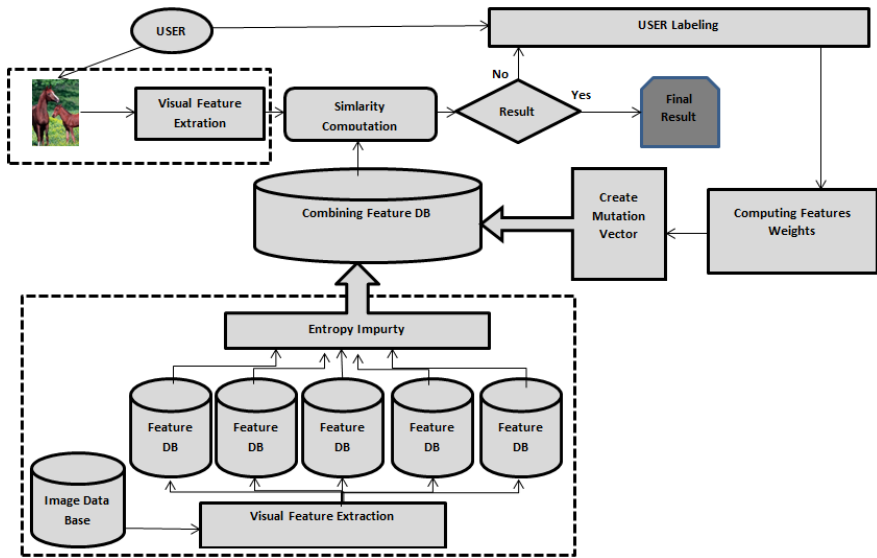 USER
USER Labeling
No
Visual Feature
Extration
Simlarity
Computation
Result
Yes
Final
Result
Combining Feature DB
Create
Mutation
Vector
Computing Features
Weights
Entropy Impurty
Feature
DB
Feature
DB
Feature
DB
Feature
DB
Feature
DB
Image Data
Base
Visual Feature Extraction